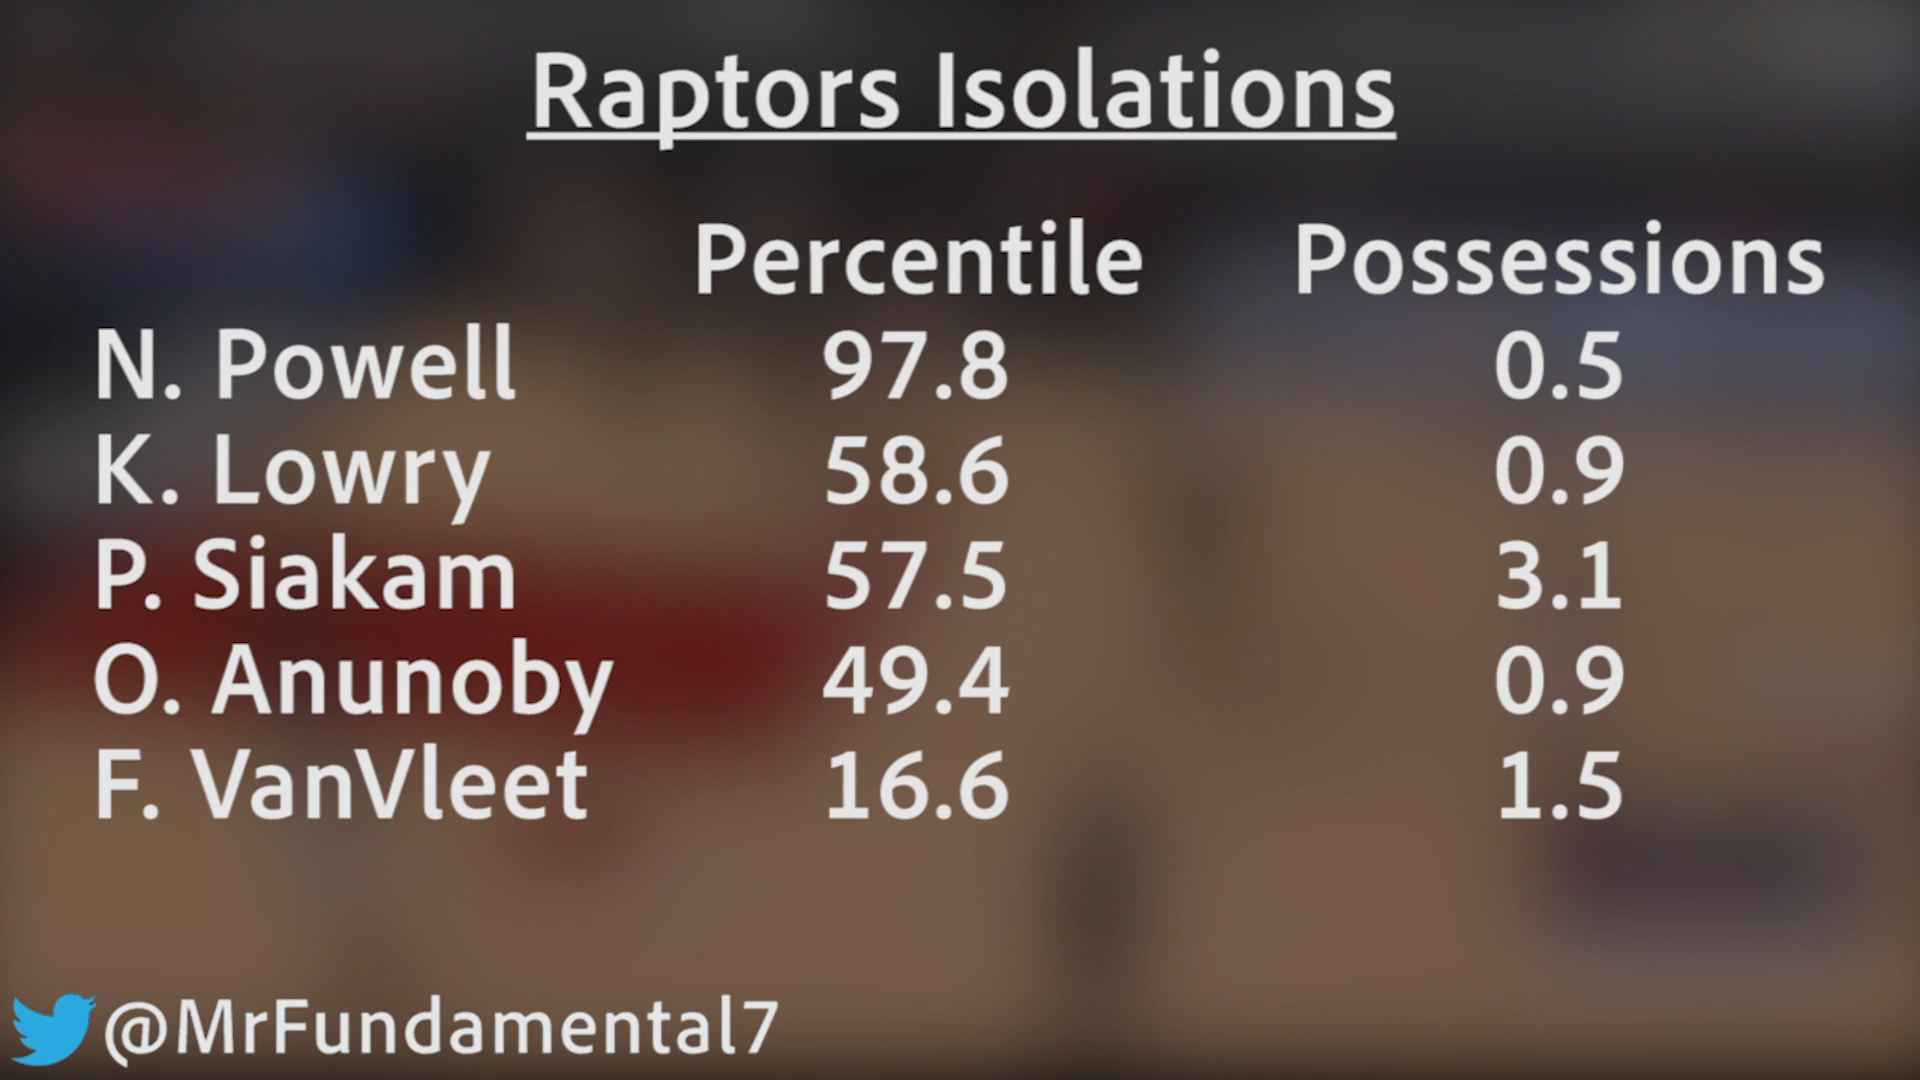 Raptors Isolations
Percentile Possessions
N. Powell 97.8 0.5
K. Lowry 58.6 0.9
P. Siakam 57.5 3.1
O. Anunoby 49.4 0.9
F. VanVleet 16.6 1.5
@MrFundamental7